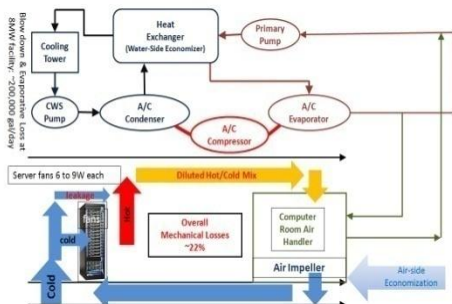 Blow down & Evaporative Loss at
8MW facility: ~200,000 gal/day
Cooling
Tower
Heat
Exchanger
(Water-Side Economizer)
Primary
Pump
CWS
Pump
A/C
Condenser
A/C
Compressor
A/C
Evaporator
Server fans 6 to 9W each
leakage
fans
cold
Cold
Hot
Diluted Hot/Cold Mix
Overall
Mechanical Losses
~22%
Computer
Room Air
Handler
Air Impeller
Air-side
Economization